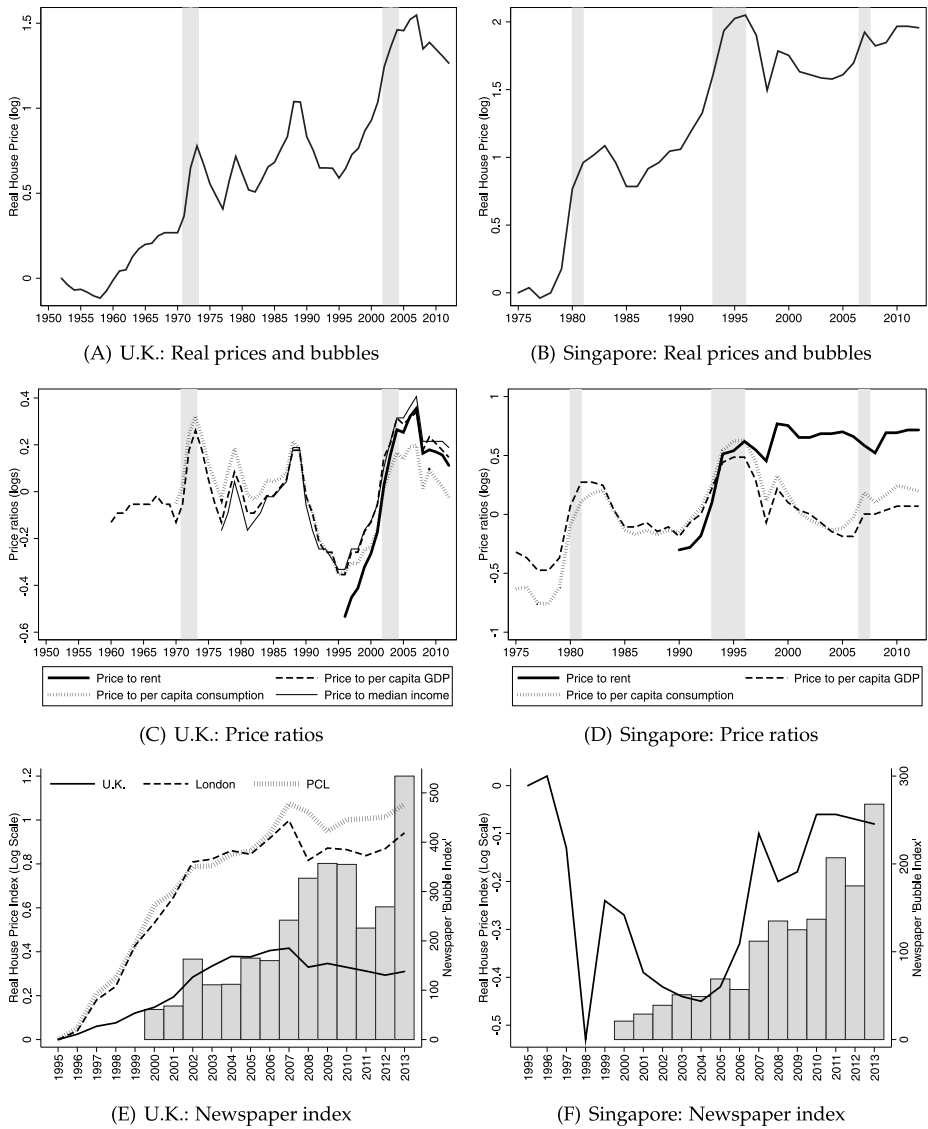 Real House Price (log)
0 0.5 1 1.5
1950 1955 1960 1965 1970 1975 1980 1985 1990 1995 2000 2005 2010
(A) U.K.: Real prices and bubbles
Real House Price (log)
0 0.5 1 1.5 2
1975 1980 1985 1990 1995 2000 2005 2010
(B) Singapore: Real prices and bubbles
Price ratios (logs)
-0.6 -0.4 -0.2 0 0.2 0.4
1950 1955 1960 1965 1970 1975 1980 1985 1990 1995 2000 2005 2010
Price to rent Price to per capita GDP
Price to per capita consumption Price to median income
(C) U.K.: Price ratios
Price ratios (logs)
-1 -0.5 0 0.5 1
1975 1980 1985 1990 1995 2000 2005 2010
Price to rent Price to per capita GDP
Price to per capita consumption
(D) Singapore: Price ratios
Real House Price Index (Log Scale)
0 0.2 0.4 0.6 0.8 1 1.2
U.K. London PCL
0 100 200 300 400 500
Newspaper 'Bubble Index'
1995 1996 1997 1998 1999 2000 2001 2002 2003 2004 2005 2006 2007 2008 2009 2010 2011 2012 2013
(E) U.K.: Newspaper index
Real House Price Index (Log Scale)
-0.5 -0.4 -0.3 -0.2 -0.1 0
0 100 200 300
Newspaper 'Bubble Index'
1995 1996 1997 1998 1999 2000 2001 2002 2003 2004 2005 2006 2007 2008 2009 2010 2011 2012 2013
(F) Singapore: Newspaper index